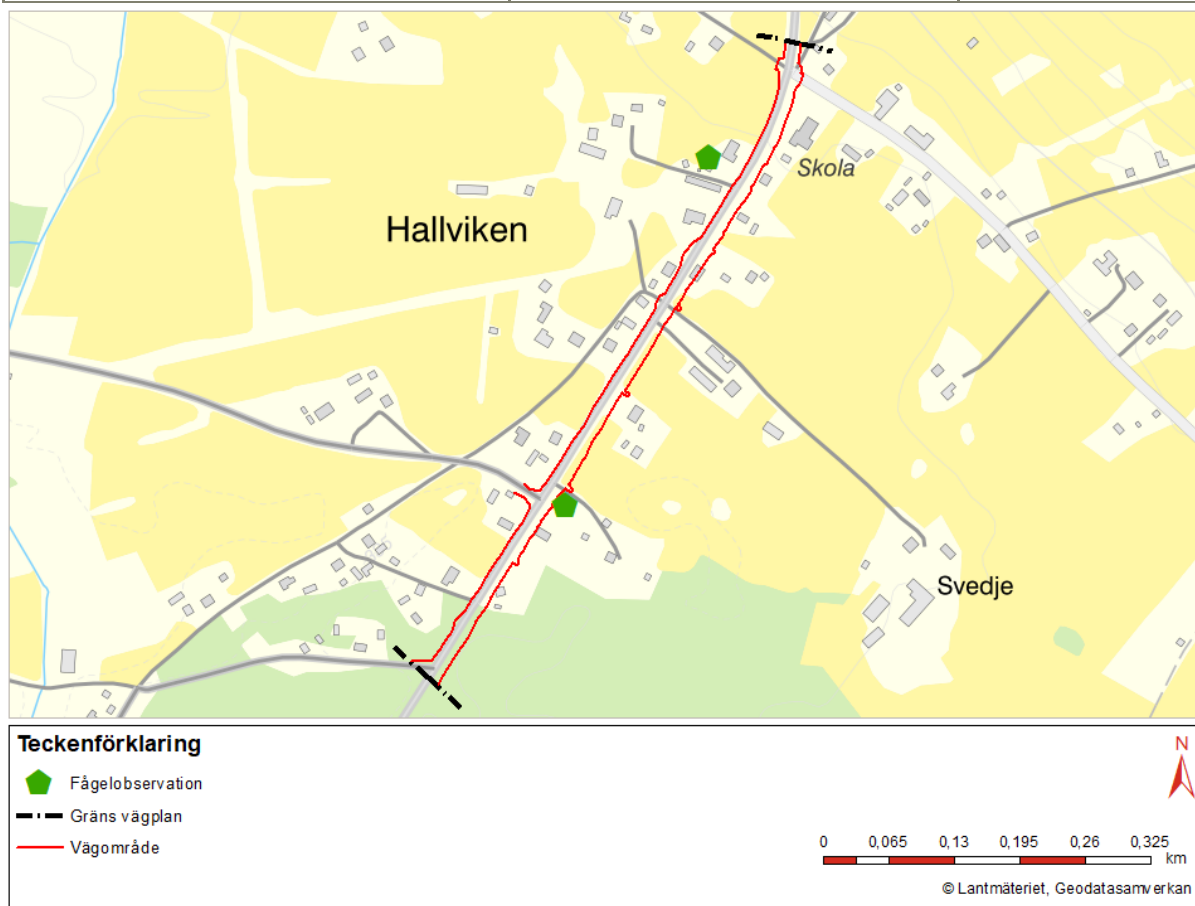 Skola
Hallviken
Svedje
Teckenförklaring
Fågelobservation
Gräns vägplan
Vägområde
N
0 0,065 0,13 0,195 0,26 0,325
km
© Lantmäteriet, Geodatasamverkan